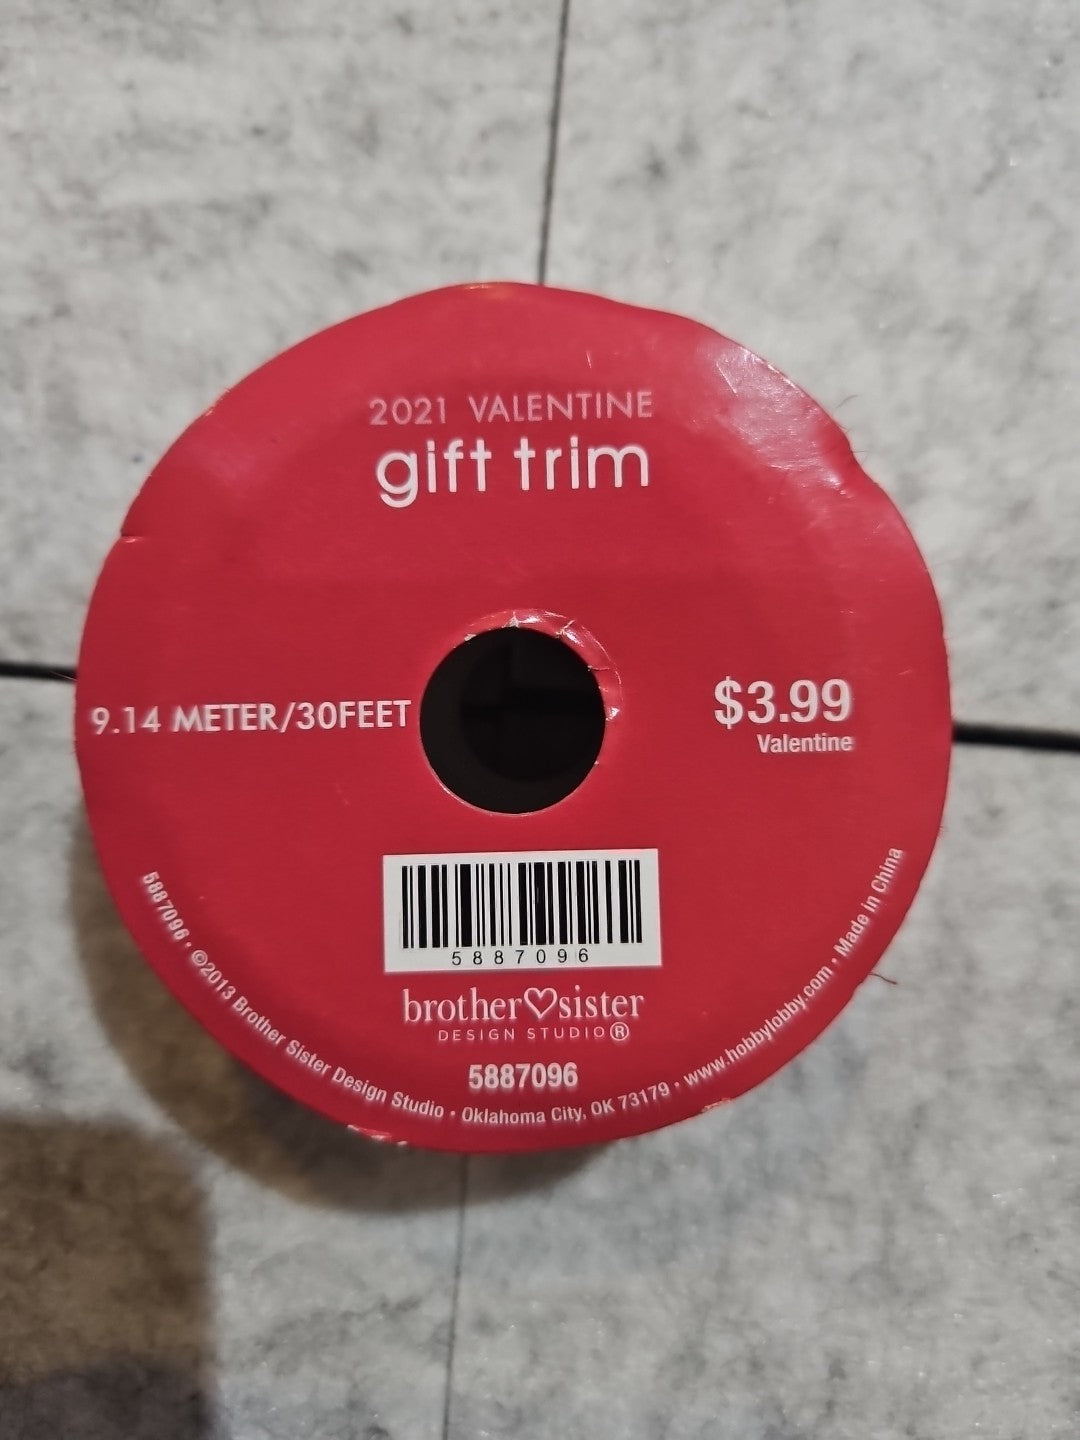 2021 VALENTINE
gift trim
9.14 METER/30FEET
$3.99
Valentine
5887096
brother♡sister
DESIGN STUDIO®
5887096
5887096 · ©2013 Brother Sister Design Studio · Oklahoma City, OK 73179 · www.hobbylobby.com · Made in China